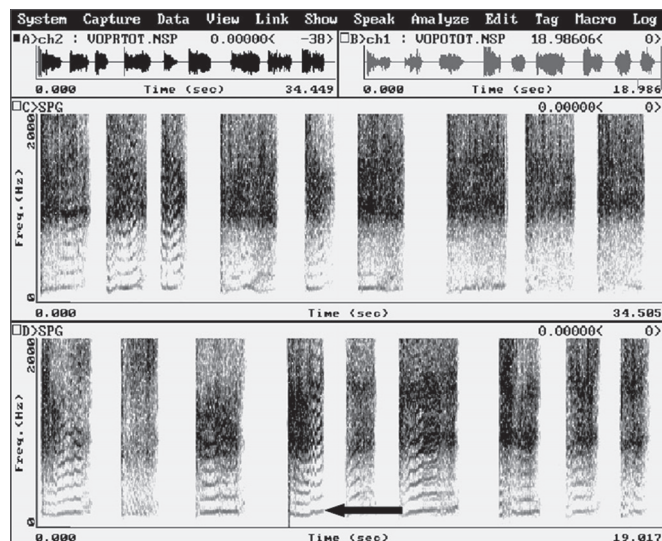 System Capture Data View Link Show Speak Analyze Edit Tag Macro Log
A>ch2 : VOPRTOT.NSP 0.00000< -38>
0.000 Time (sec) 34.449
B>ch1 : VOPOTOT.NSP 18.98606< 0>
0.000 Time (sec) 18.986
C>SPG 0.00000< 0>
2000
Freq.(Hz)
0
0.000 Time (sec) 34.505
D>SPG 0.00000< 0>
2000
Freq.(Hz)
0
0.000 Time (sec) 19.017